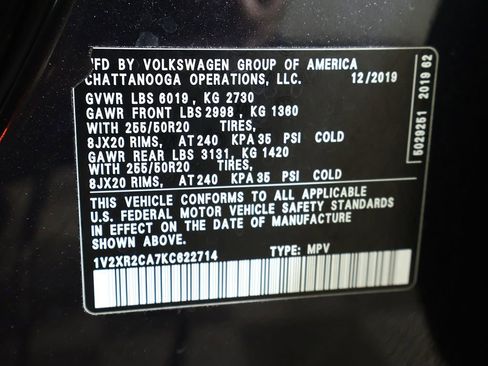 MFD BY VOLKSWAGEN GROUP OF AMERICA
CHATTANOOGA OPERATIONS, LLC. 12/2019
GVWR LBS 6019 , KG 2730
GAWR FRONT LBS 2998 , KG 1360
WITH 255/50R20 TIRES,
8JX20 RIMS, AT 240 KPA 35 PSI COLD
GAWR REAR LBS 3131, KG 1420
WITH 255/50R20 TIRES,
8JX20 RIMS, AT 240 KPA 35 PSI COLD
THIS VEHICLE CONFORMS TO ALL APPLICABLE
U.S. FEDERAL MOTOR VEHICLE SAFETY STANDARDS
IN EFFECT ON THE DATE OF MANUFACTURE
SHOWN ABOVE.
1V2XR2CA7KC622714 TYPE: MPV
5029251 2019 62